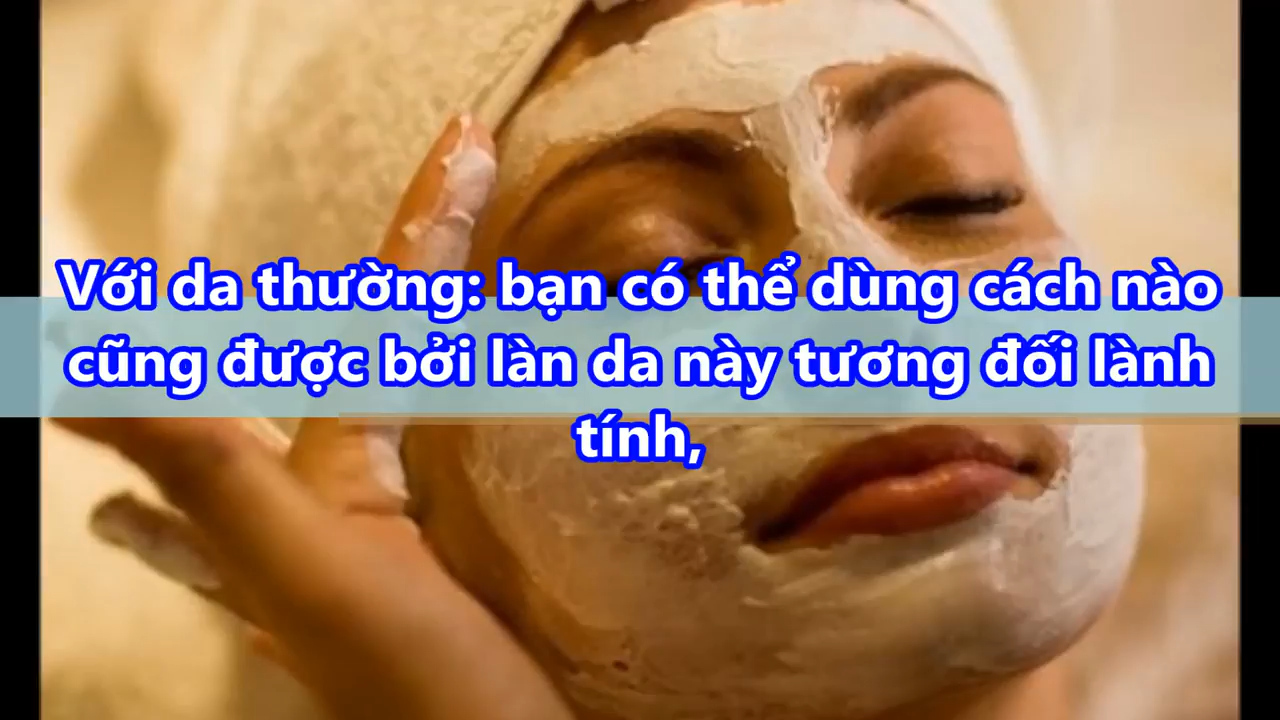 Với da thường: bạn có thể dùng cách nào
cũng được bởi làn da này tương đối lành
tính,